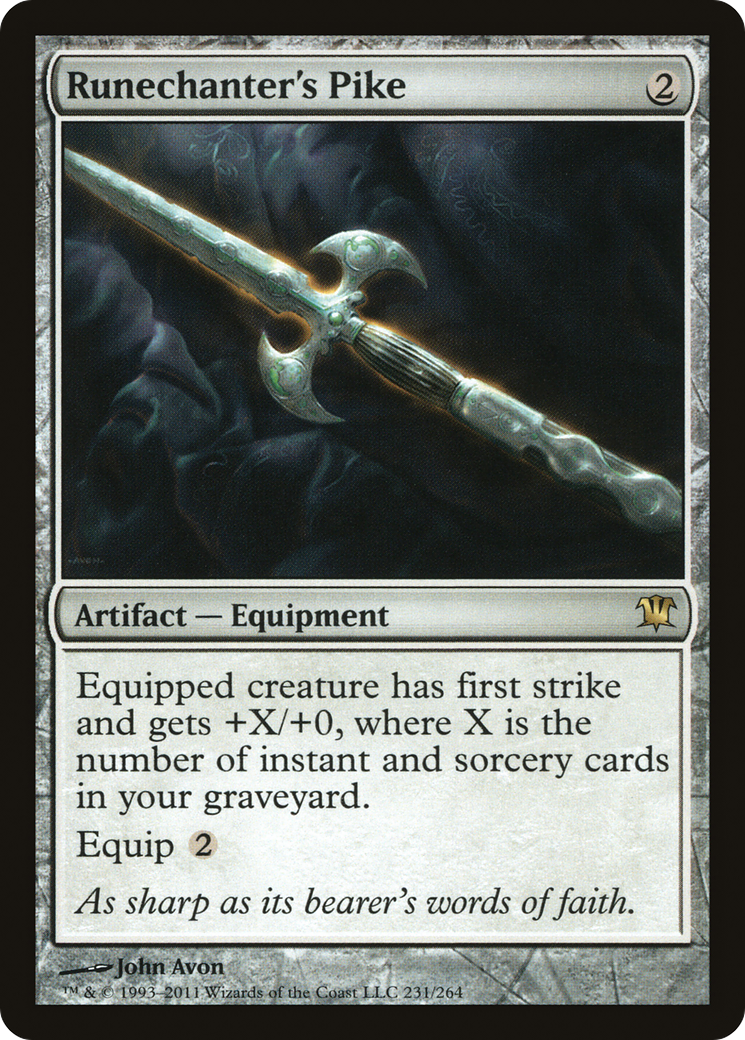 Runechanter's Pike 2
·AVON·
Artifact — Equipment
Equipped creature has first strike
and gets +X/+0, where X is the
number of instant and sorcery cards
in your graveyard.
Equip 2
As sharp as its bearer's words of faith.
John Avon
™ & © 1993–2011 Wizards of the Coast LLC 231/264